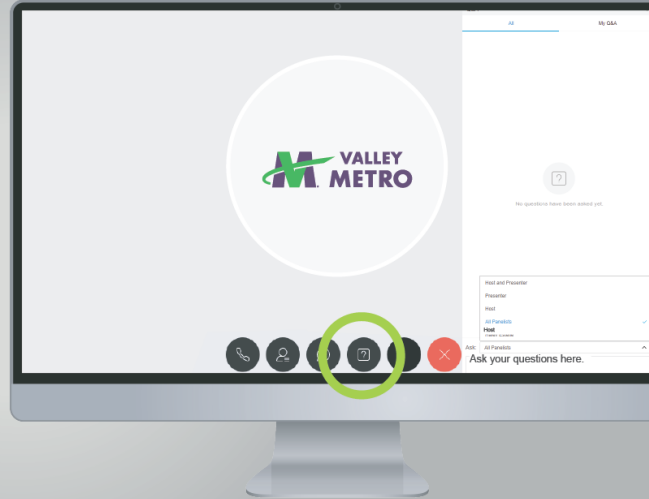 All
My Q&A
VALLEY
METRO
?
No questions have been asked yet.
Host and Presenter
Presenter
Host
All Panelists
Host
Ask:
All Panelists
?
Ask your questions here.